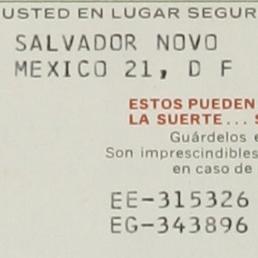 USTED EN LUGAR SEGUR
SALVADOR NOVO
MEXICO 21, D F
ESTOS PUEDEN
LA SUERTE...
Guárdelos
Son imprescindibles
en caso de
EE-315326
EG-343896